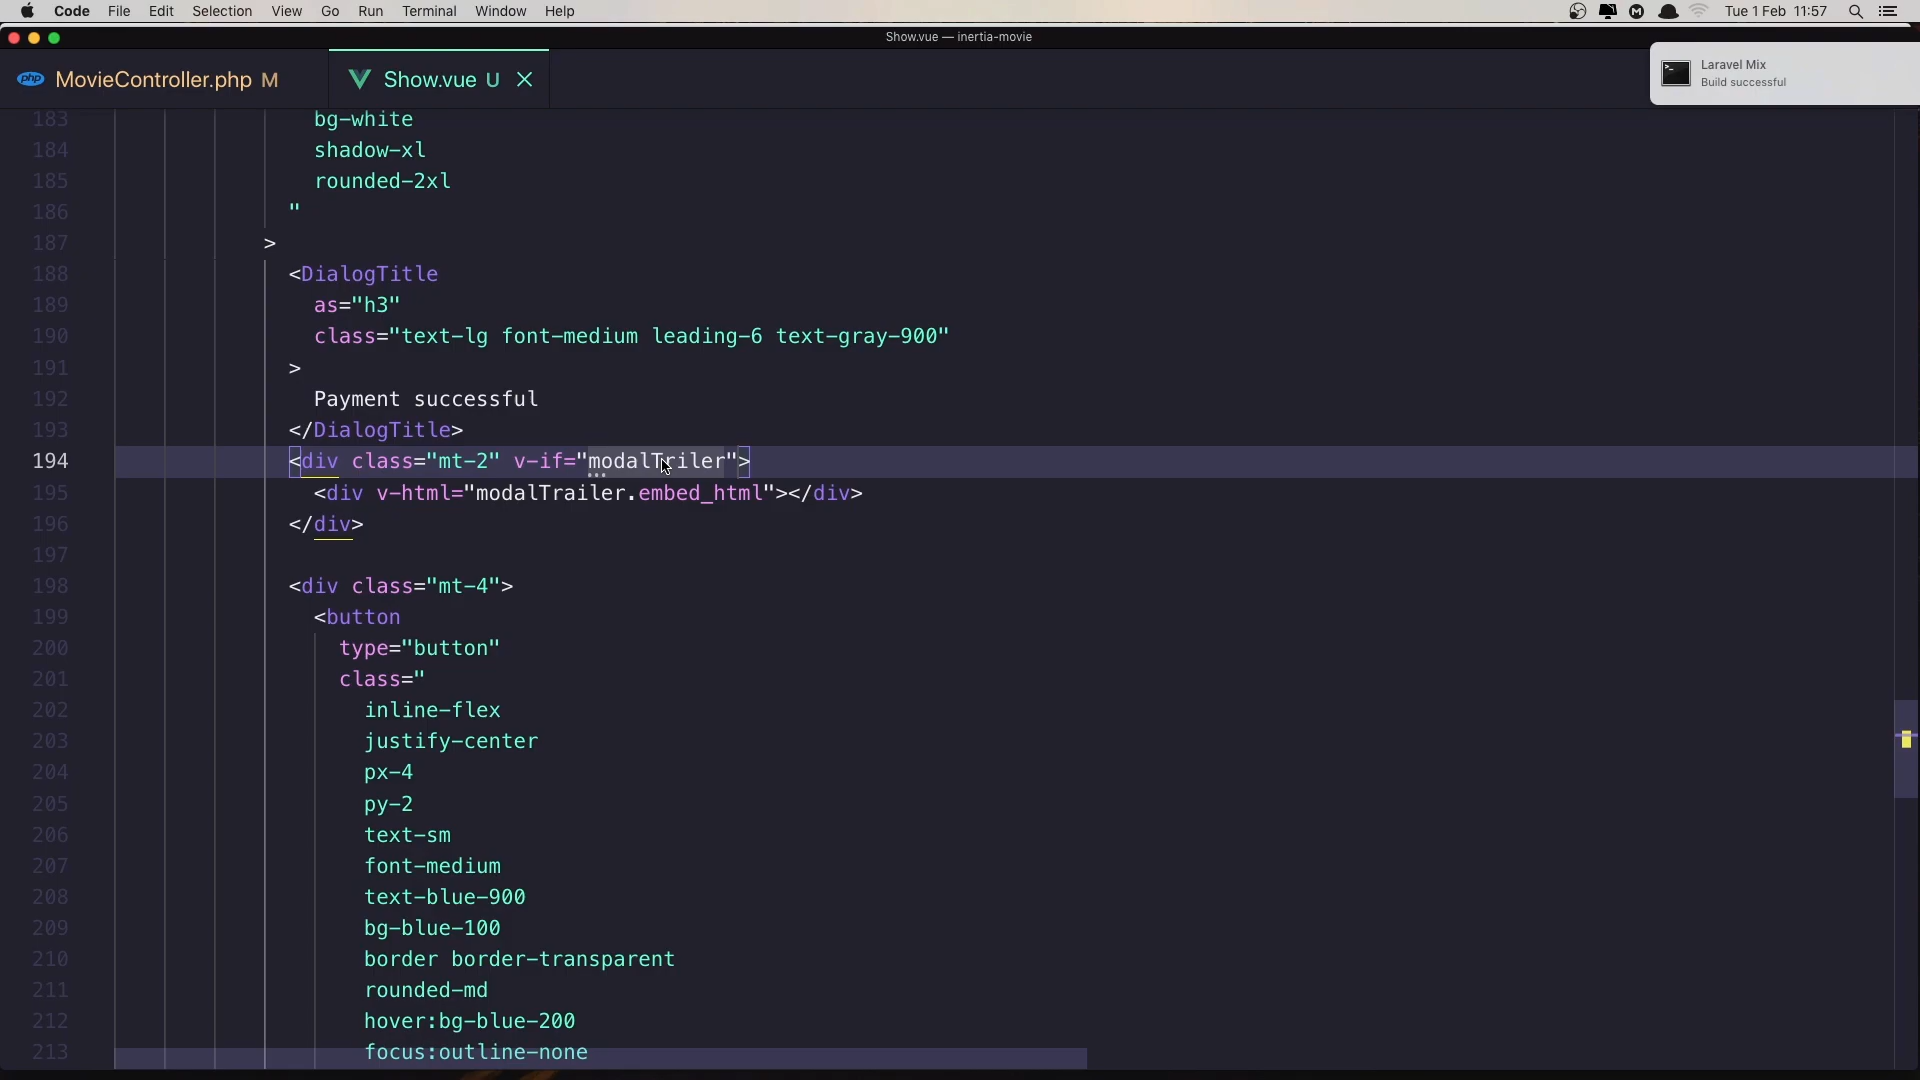 Code File Edit Selection View Go Run Terminal Window Help Tue 1 Feb 11:57
Show.vue — inertia-movie
php MovieController.php M Show.vue U
Laravel Mix
Build successful
183 bg-white
184 shadow-xl
185 rounded-2xl
186 "
187 >
188 <DialogTitle
189 as="h3"
190 class="text-lg font-medium leading-6 text-gray-900"
191 >
192 Payment successful
193 </DialogTitle>
194 <div class="mt-2" v-if="modalTriler">
195 <div v-html="modalTrailer.embed_html"></div>
196 </div>
197
198 <div class="mt-4">
199 <button
200 type="button"
201 class="
202 inline-flex
203 justify-center
204 px-4
205 py-2
206 text-sm
207 font-medium
208 text-blue-900
209 bg-blue-100
210 border border-transparent
211 rounded-md
212 hover:bg-blue-200
213 focus:outline-none